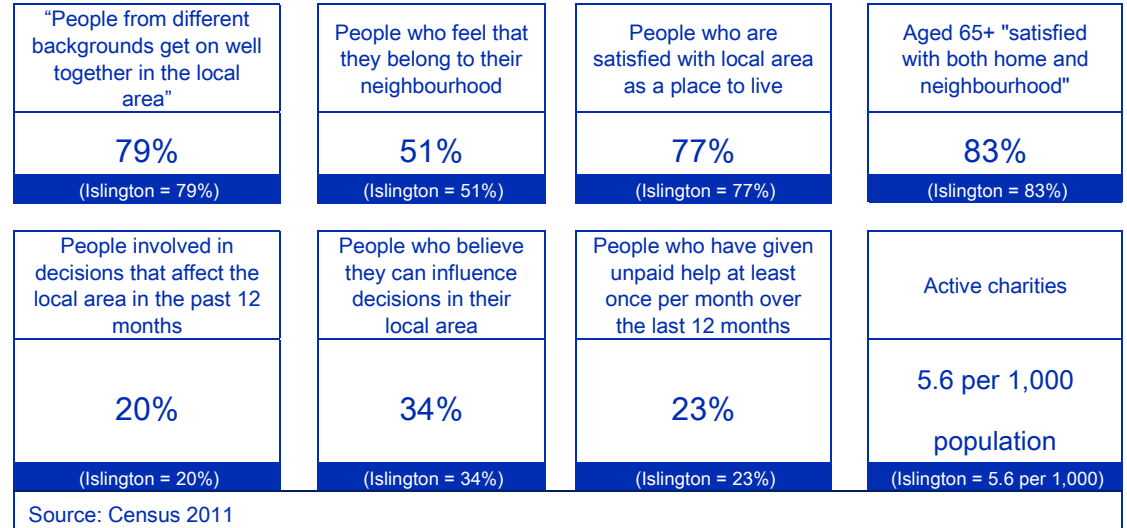 “People from different
backgrounds get on well
together in the local
area”
79%
(Islington = 79%)
People who feel that
they belong to their
neighbourhood
51%
(Islington = 51%)
People who are
satisfied with local area
as a place to live
77%
(Islington = 77%)
Aged 65+ "satisfied
with both home and
neighbourhood"
83%
(Islington = 83%)
People involved in
decisions that affect the
local area in the past 12
months
20%
(Islington = 20%)
People who believe
they can influence
decisions in their
local area
34%
(Islington = 34%)
People who have given
unpaid help at least
once per month over
the last 12 months
23%
(Islington = 23%)
Active charities
5.6 per 1,000
population
(Islington = 5.6 per 1,000)
Source: Census 2011